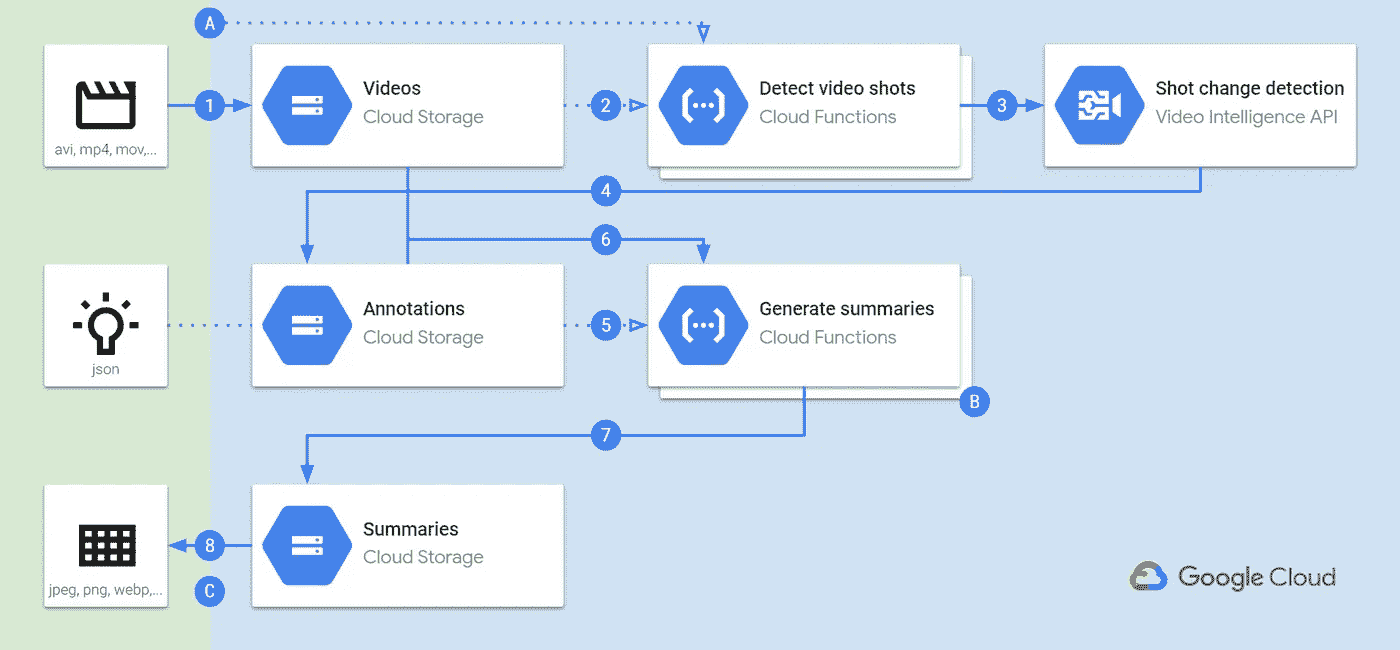 A
avi, mp4, mov,...
1
Videos
Cloud Storage
2
Detect video shots
Cloud Functions
3
Shot change detection
Video Intelligence API
4
6
json
Annotations
Cloud Storage
5
Generate summaries
Cloud Functions
B
7
jpeg, png, webp,...
8
C
Summaries
Cloud Storage
Google Cloud